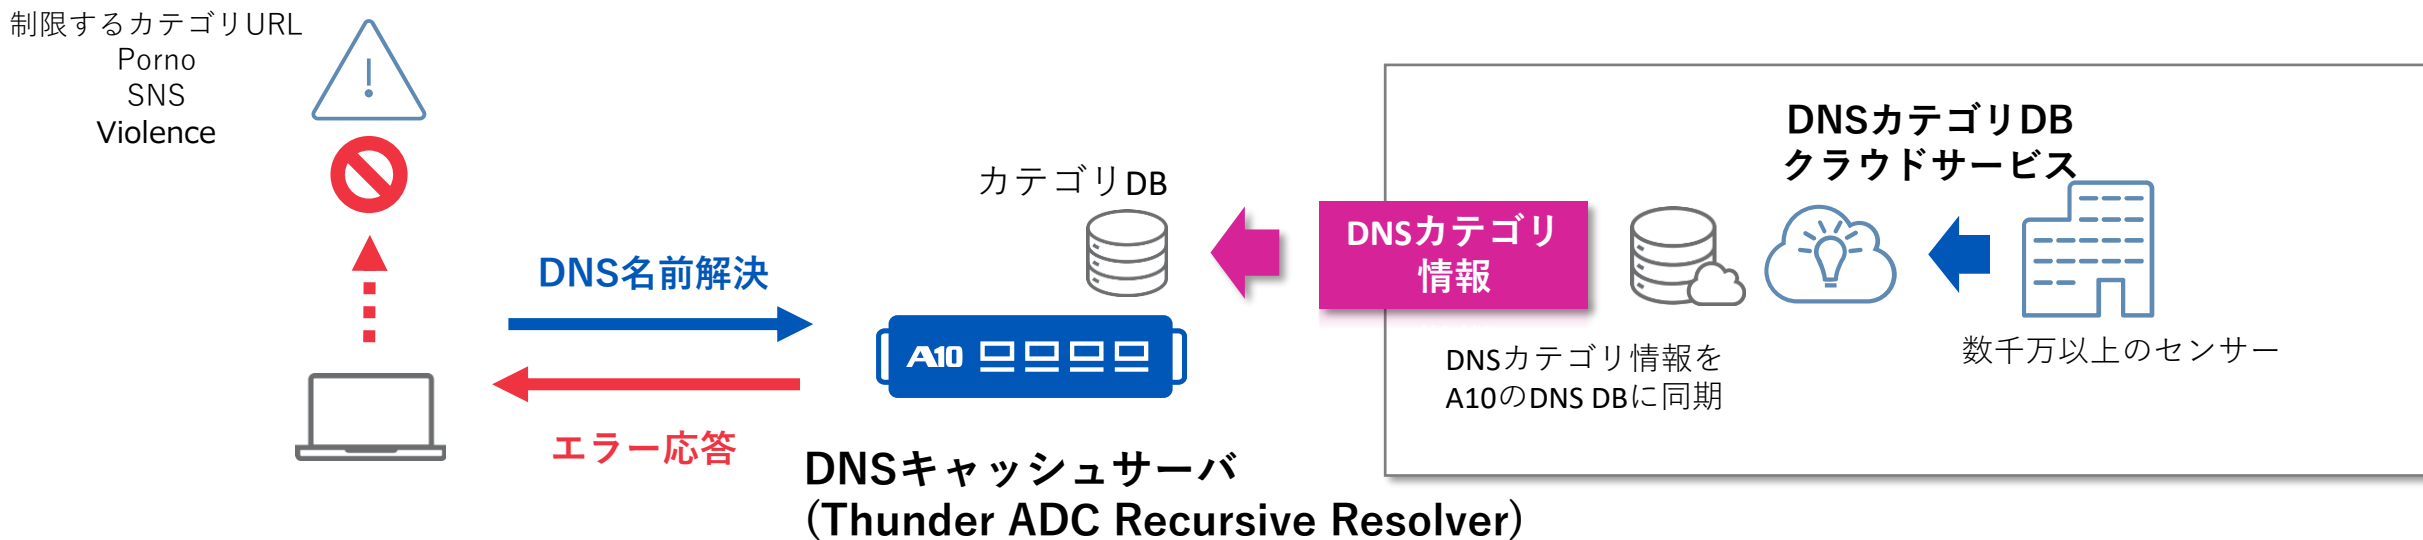 制限するカテゴリURL
Porno
SNS
Violence
DNS名前解決
エラー応答
カテゴリDB
A10
DNSキャッシュサーバ
(Thunder ADC Recursive Resolver)
DNSカテゴリ
情報
DNSカテゴリDB
クラウドサービス
DNSカテゴリ情報を
A10のDNS DBに同期
数千万以上のセンサー